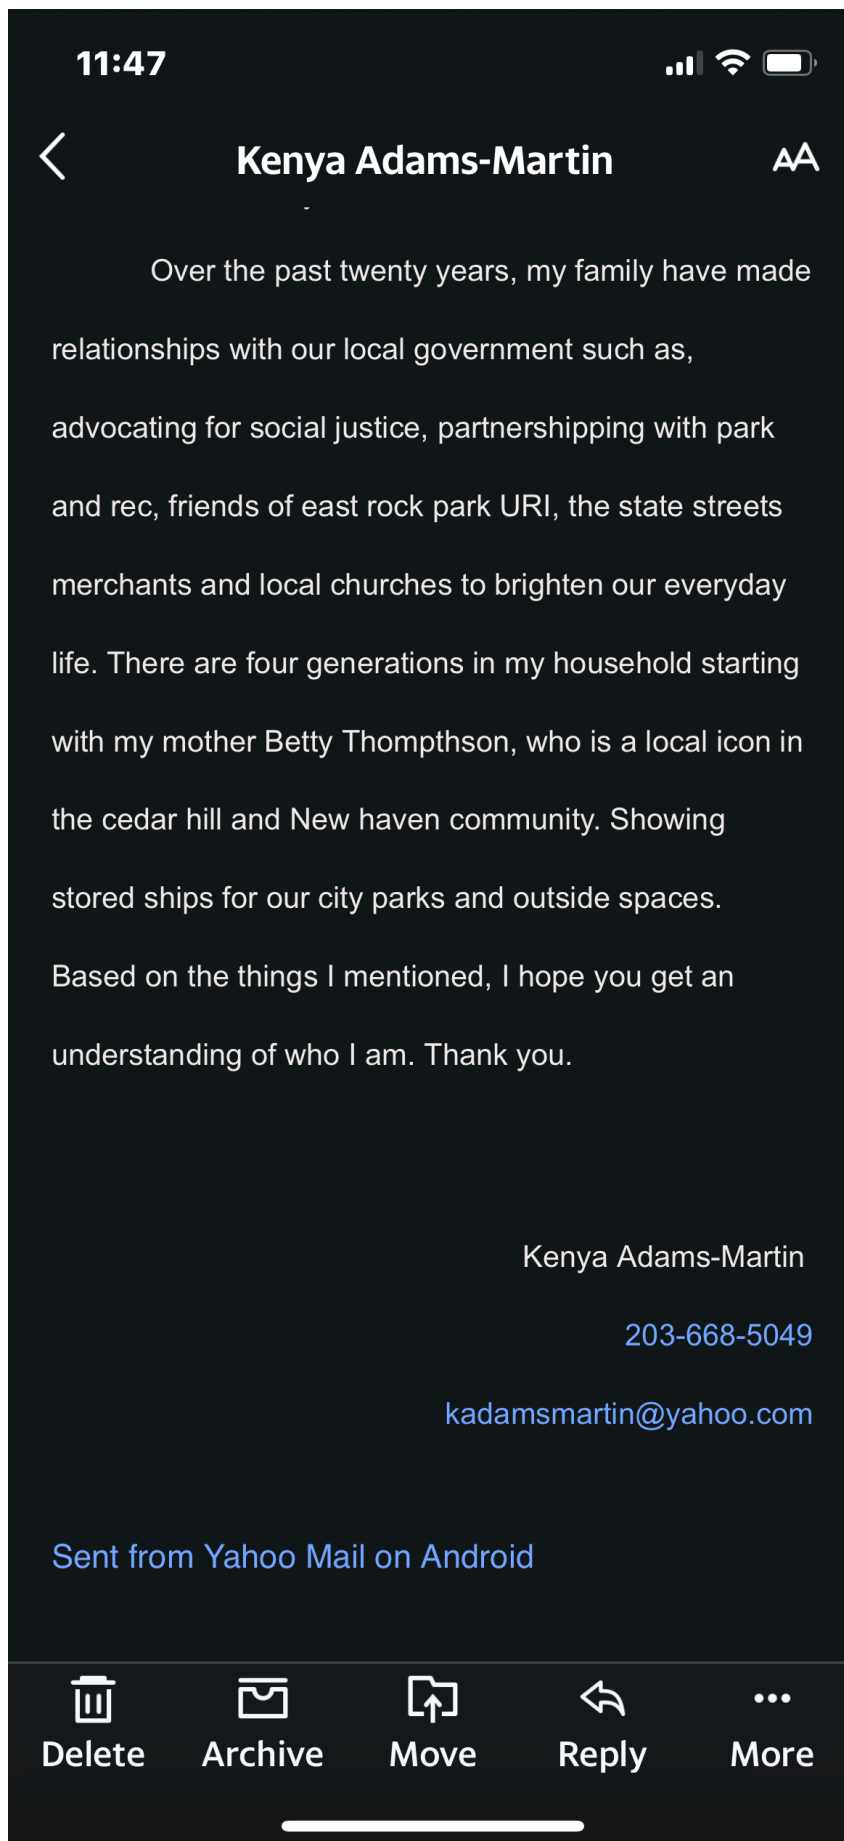 11:47
Kenya Adams-Martin
Over the past twenty years, my family have made
relationships with our local government such as,
advocating for social justice, partnershipping with park
and rec, friends of east rock park URI, the state streets
merchants and local churches to brighten our everyday
life. There are four generations in my household starting
with my mother Betty Thompthson, who is a local icon in
the cedar hill and New haven community. Showing
stored ships for our city parks and outside spaces.
Based on the things I mentioned, I hope you get an
understanding of who I am. Thank you.
Kenya Adams-Martin
203-668-5049
kadamsmartin@yahoo.com
Sent from Yahoo Mail on Android
Delete Archive Move Reply More